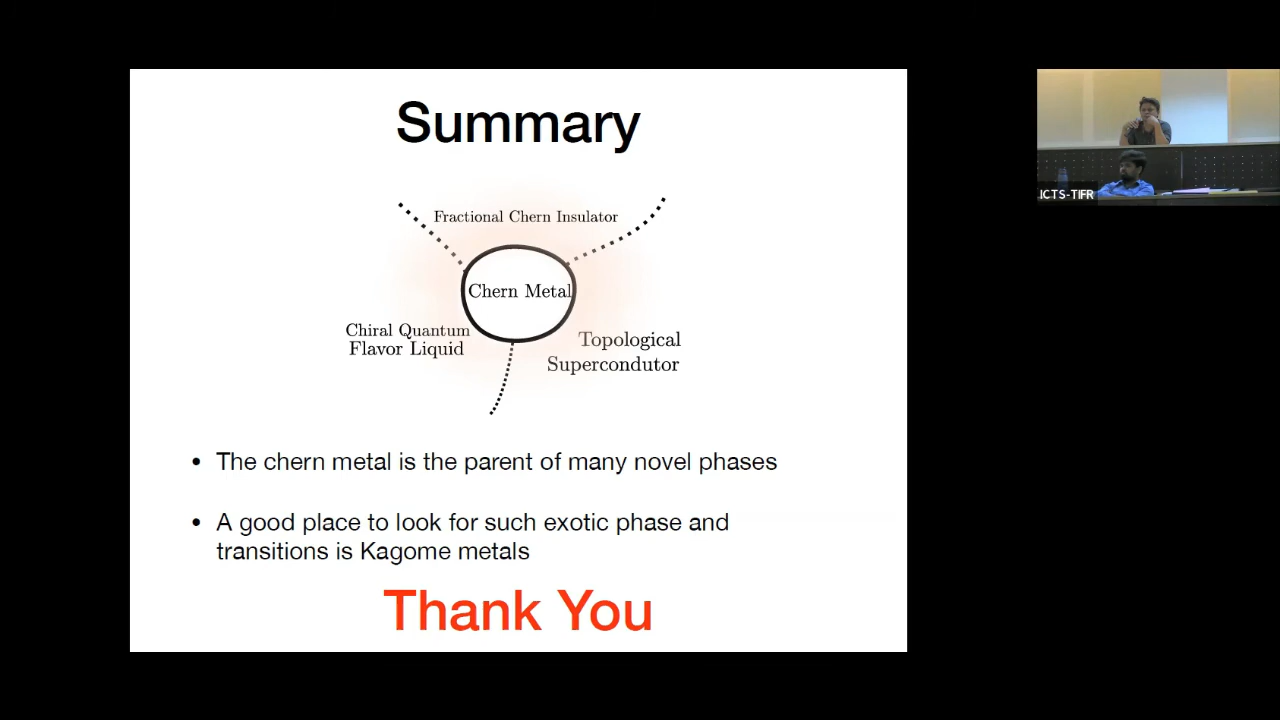 Summary
Fractional Chern Insulator
Chern Metal
Chiral Quantum
Flavor Liquid
Topological
Supercondutor
• The chern metal is the parent of many novel phases
• A good place to look for such exotic phase and
transitions is Kagome metals
Thank You
ICTS-TIFR